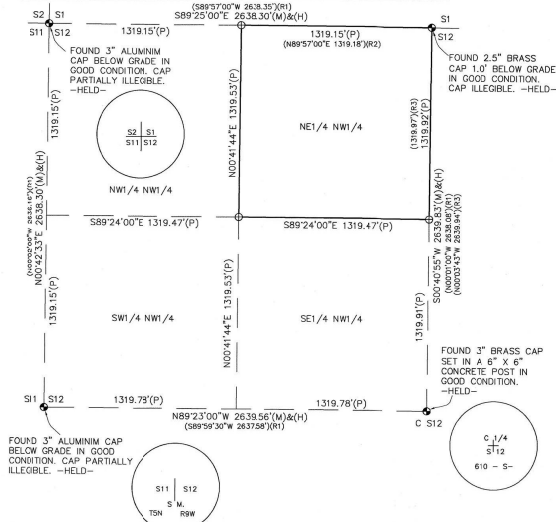 (S89°57'00"W 2638.35')(R1)
S89°25'00"E 2638.30'(M)&(H)
S2 S1
S11 S12
1319.15'(P)
(N89°57'00"E 1319.18')(R2)
S1
S12
FOUND 3" ALUMINIM
CAP BELOW GRADE IN
GOOD CONDITION. CAP
PARTIALLY ILLEGIBLE.
-HELD-
FOUND 2.5" BRASS
CAP 1.0' BELOW GRADE
IN GOOD CONDITION.
CAP ILLEGIBLE. -HELD-
1319.15'(P)
S2 S1
S11 S12
N00°41'44"E 1319.53'(P)
NE1/4 NW1/4
(1319.97')(R3)
1319.92'(P)
NW1/4 NW1/4
N00°42'33"E 2638.30'(M)&(H)
S89°24'00"E 1319.47'(P)
S89°24'00"E 1319.47'(P)
S00°40'55"W 2639.83'(M)&(H)
(N00°01'00"W 2638.08')(R1)
(N00°03'43"W 2639.04')(R3)
1319.15'(P)
SW1/4 NW1/4
N00°41'44"E 1319.53'(P)
SE1/4 NW1/4
1319.91'(P)
FOUND 3" BRASS CAP
SET IN A 6" X 6"
CONCRETE POST IN
GOOD CONDITION.
-HELD-
S11 S12
1319.78'(P)
1319.78'(P)
N89°23'00"W 2639.56'(M)&(H)
(S89°59'30"W 2637.58')(R1)
C S12
FOUND 3" ALUMINIM CAP
BELOW GRADE IN GOOD
CONDITION. CAP PARTIALLY
ILLEGIBLE. -HELD-
C 1/4
S 12
610 - S-
S11 S12
S M.
T5N R9W